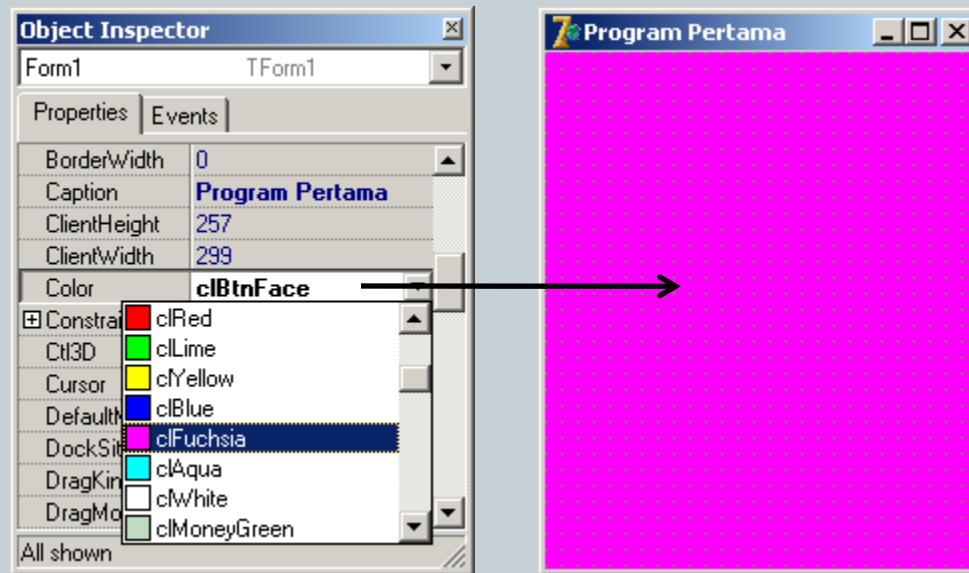 Object Inspector
Form1 TForm1
Properties Events
BorderWidth 0
Caption Program Pertama
ClientHeight 257
ClientWidth 299
Color clBtnFace
Constrai
clRed
Ctl3D
clLime
Cursor
clYellow
clBlue
clFuchsia
DockSit
clAqua
DragKin
clWhite
DragMo
clMoneyGreen
All shown
Program Pertama